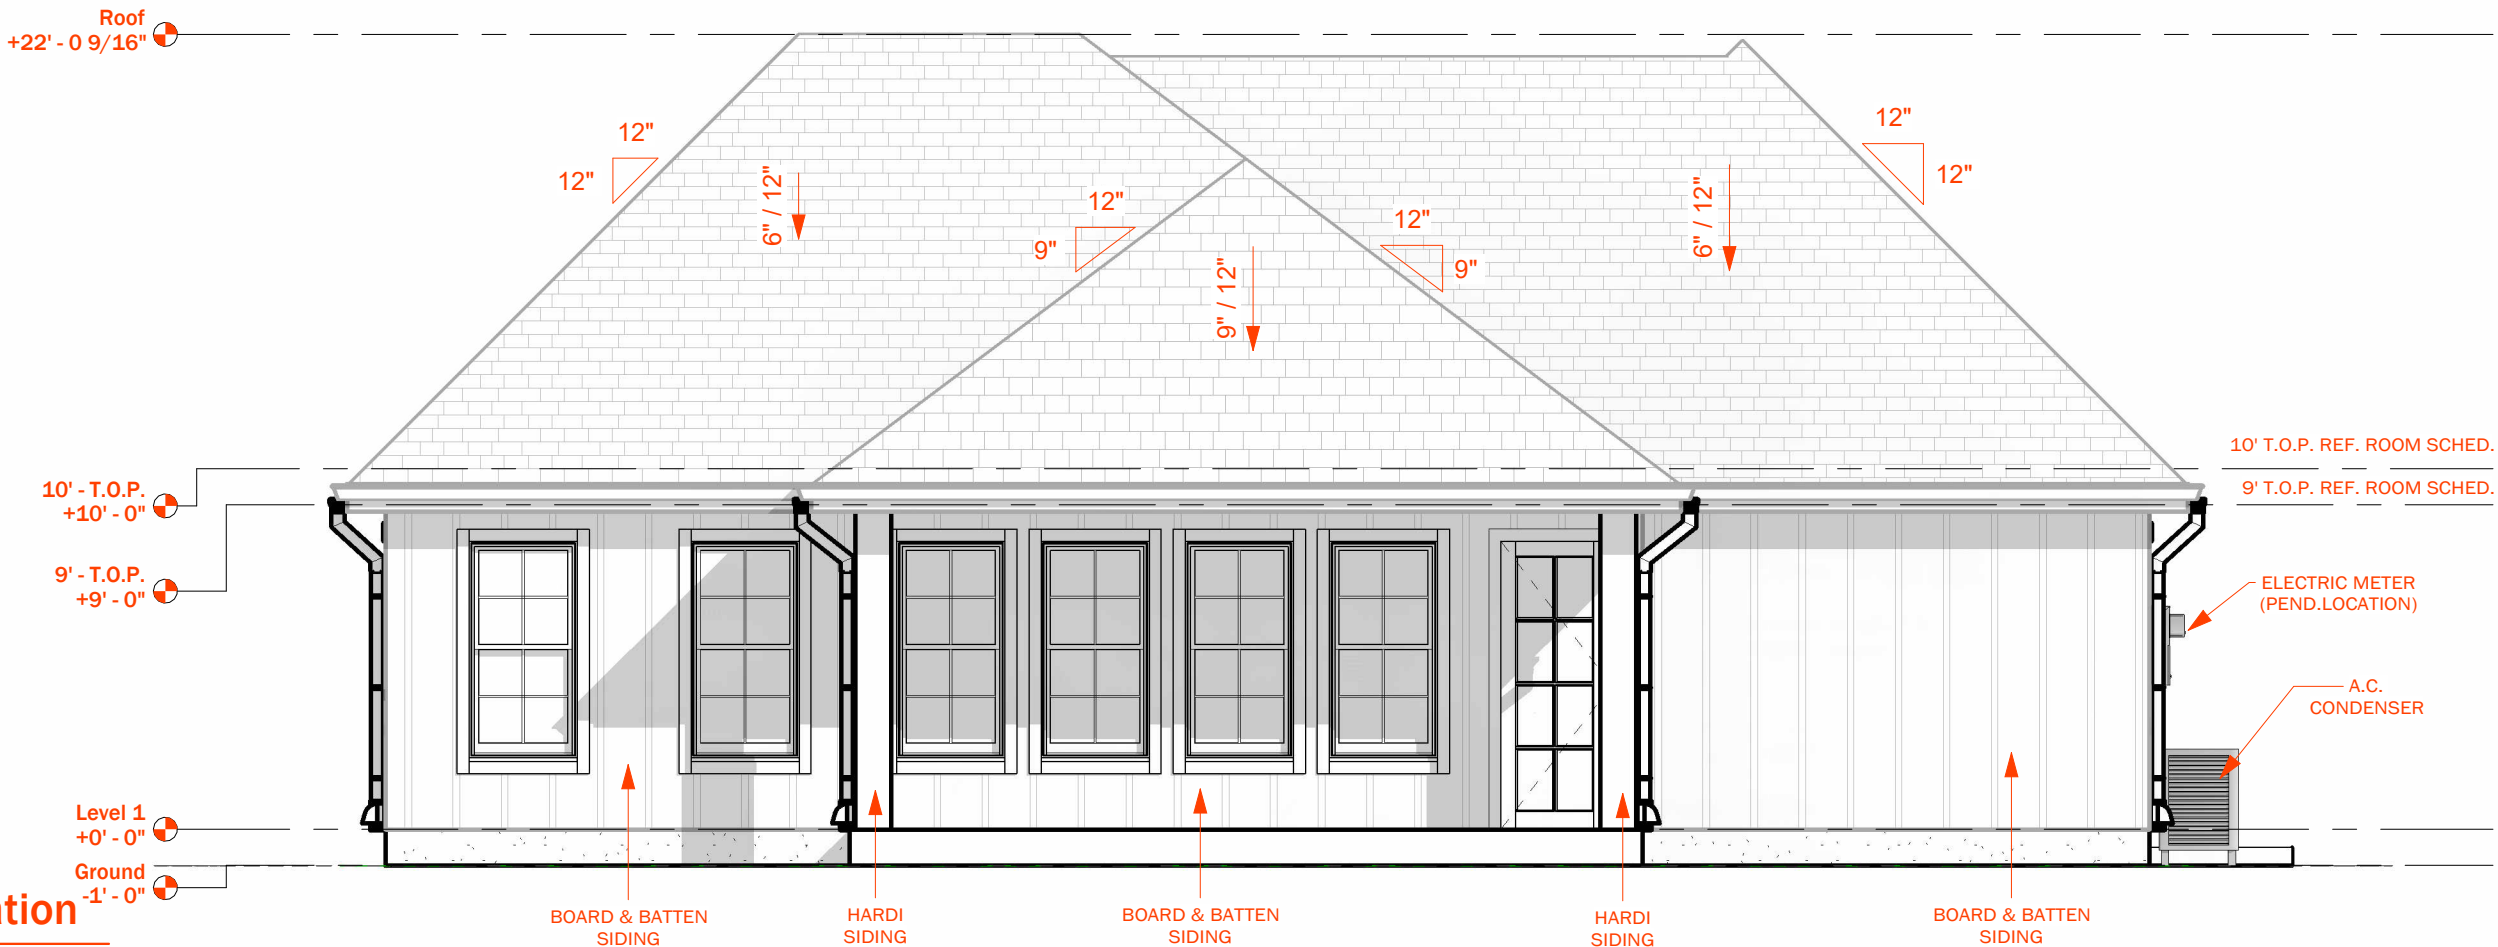 Roof
+22' - 0 9/16"
12"
12"
6" / 12"
12"
9"
9" / 12"
12"
9"
6" / 12"
12"
12"
10' T.O.P. REF. ROOM SCHED.
9' T.O.P. REF. ROOM SCHED.
10' - T.O.P.
+10' - 0"
9' - T.O.P.
+9' - 0"
ELECTRIC METER
(PEND.LOCATION)
A.C.
CONDENSER
Level 1
+0' - 0"
Ground
-1' - 0"
BOARD & BATTEN
SIDING
HARDI
SIDING
BOARD & BATTEN
SIDING
HARDI
SIDING
BOARD & BATTEN
SIDING